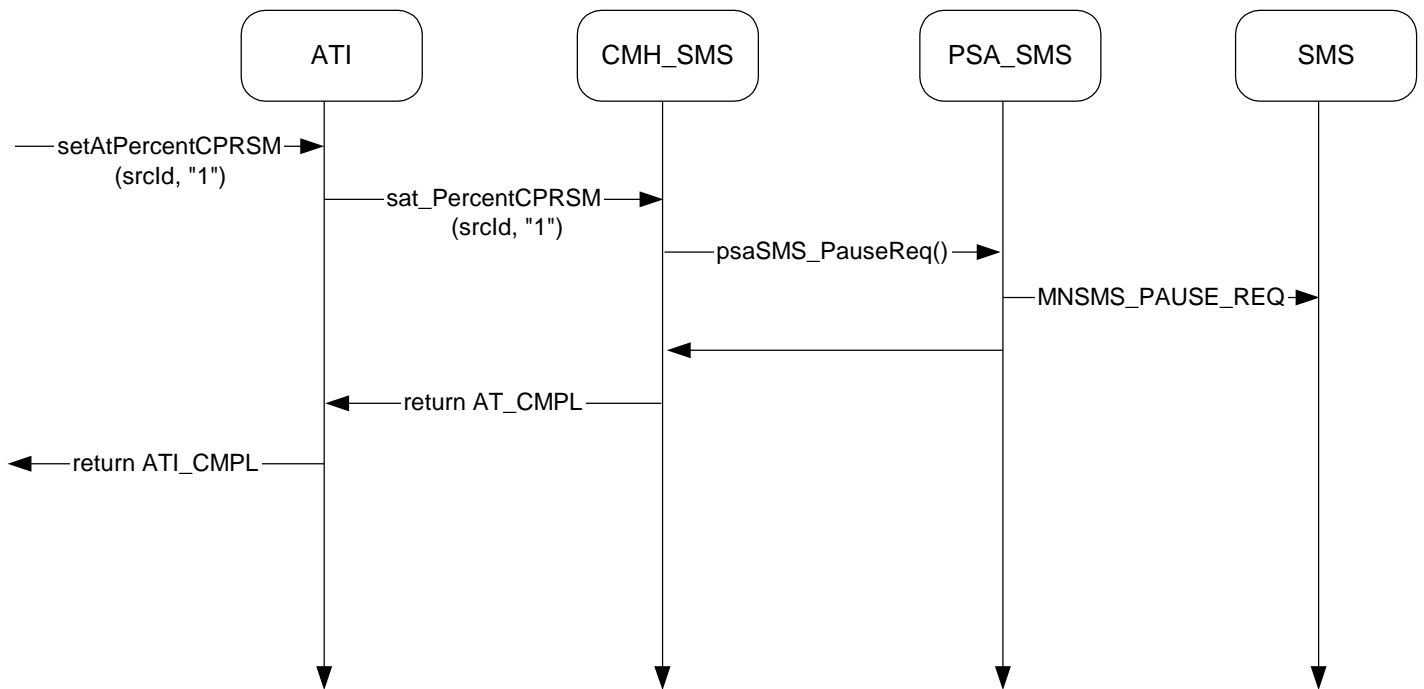 ATI
CMH_SMS
PSA_SMS
SMS
setAtPercentCPRSM
(srcId, "1")
sat_PercentCPRSM
(srcId, "1")
psaSMS_PauseReq()
MNSMS_PAUSE_REQ
return AT_CMPL
return ATI_CMPL